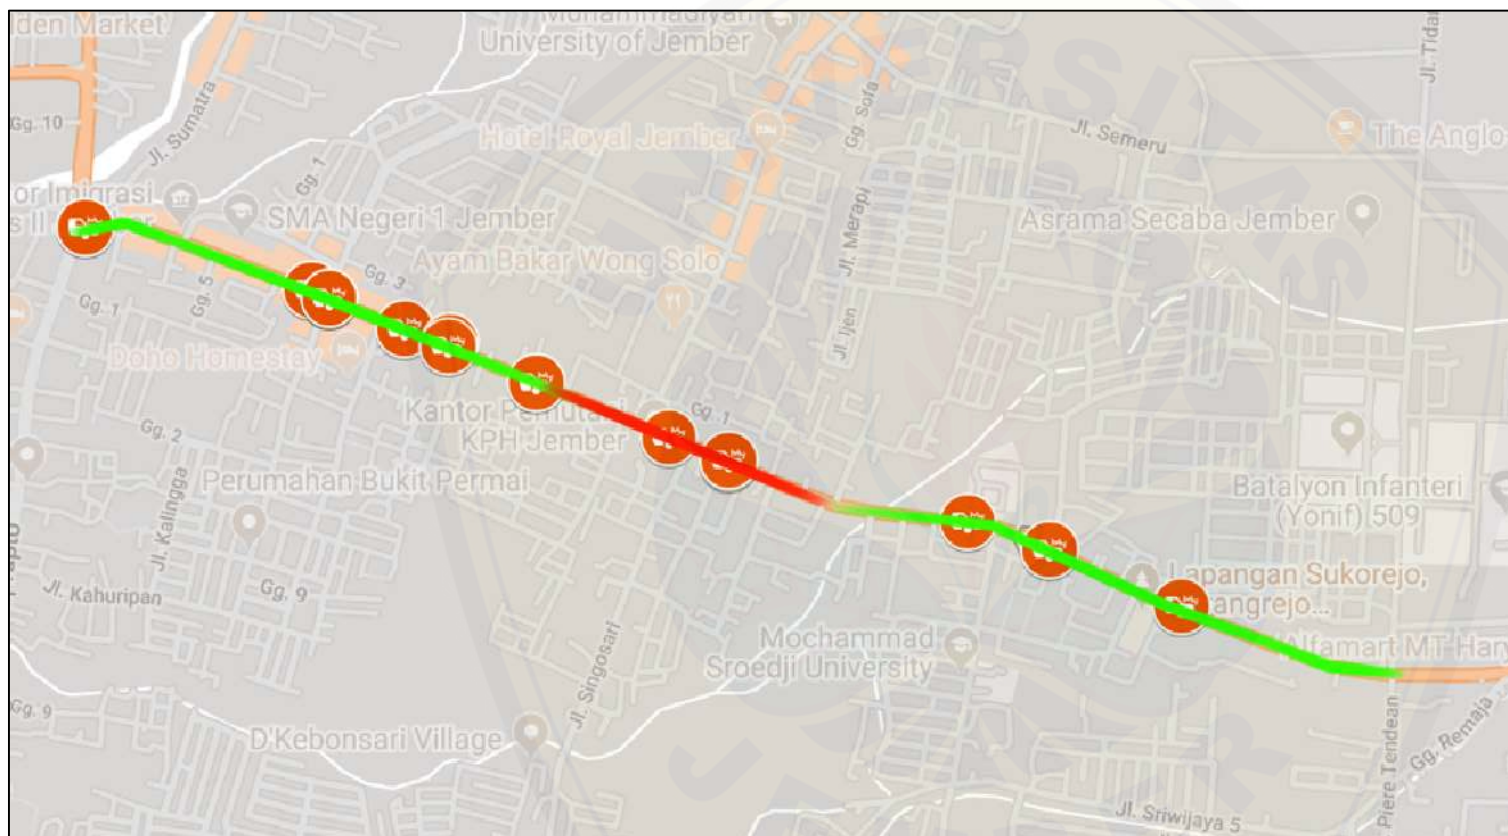 Muhammadiyah
University of Jember
den Market
Jl. Tidar
Gg. 10
Jl. Sumatra
Hotel Royal Jember
Gg. Sofa
Jl. Semeru
The Anglo
Gg. 1
or Imigrasi
s II
SMA Negeri 1 Jember
Jl. Merapi
Asrama Secaba Jember
Gg. 3
Ayam Bakar Wong Solo
Gg. 1
Gg. 5
Jl. Ijen
Doho Homestay
Gg. 1
Kantor Perhutani
KPH Jember
Gg. 2
Perumahan Bukit Permai
Batalyon Infanteri
(Yonif) 509
Jl. Kalingga
Jl. Kahuripan
Gg. 9
Lapangan Sukorejo,
angrejo...
Mochammad
Sroedji University
Alfamart MT Hary
Jl. Singosari
Gg. 9
D'Kebonsari Village
Piere Tendean
Gg. Remaja
Jl. Sriwijaya 5